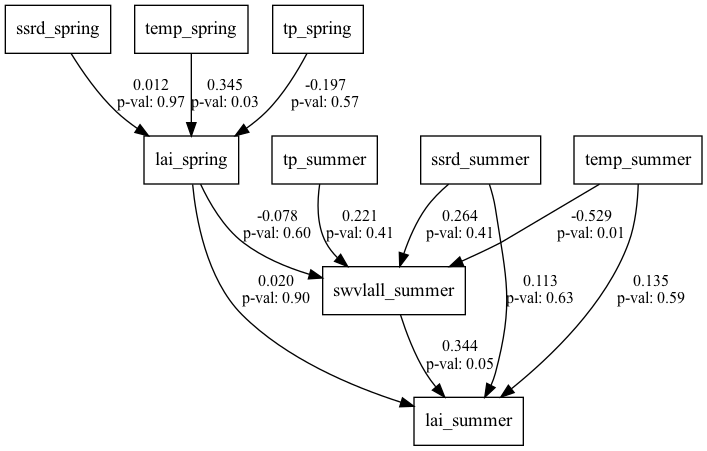 ssrd_spring
temp_spring
tp_spring
0.012
p-val: 0.97
0.345
p-val: 0.03
-0.197
p-val: 0.57
lai_spring
tp_summer
ssrd_summer
temp_summer
-0.078
p-val: 0.60
0.221
p-val: 0.41
0.264
p-val: 0.41
-0.529
p-val: 0.01
swvlall_summer
0.020
p-val: 0.90
0.113
p-val: 0.63
0.135
p-val: 0.59
0.344
p-val: 0.05
lai_summer